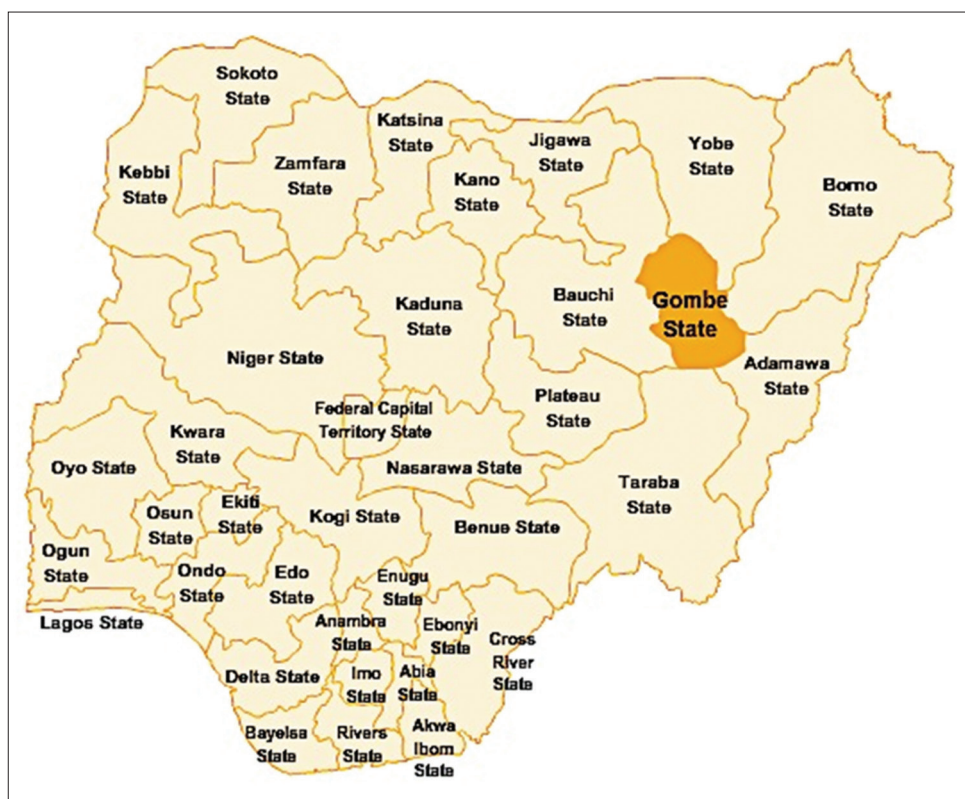 Sokoto
State
Katsina
State
Jigawa
State
Yobe
State
Kebbi
State
Zamfara
State
Kano
State
Borno
State
Kaduna
State
Bauchi
State
Gombe
State
Niger State
Adamawa
State
Plateau
State
Federal Capital
Territory State
Kwara
State
Oyo State
Nasarawa State
Taraba
State
Osun
State
Ekiti
State
Kogi State
Benue State
Ogun
State
Ondo
State
Edo
State
Enugu
State
Lagos State
Anambra
State
Ebonyi
State
Cross
River
State
Delta State
Imo
State
Abia
State
Bayelsa
State
Rivers
State
Akwa
Ibom
State